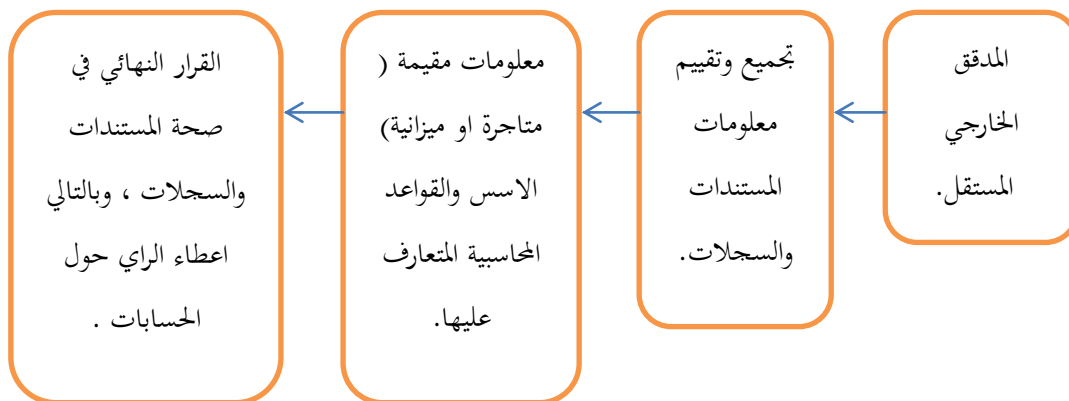 المدقق
الخارجي
المستقل.
تجميع وتقييم
معلومات
المستندات
والسجلات.
معلومات مقيمة (
متاجرة او ميزانية)
الاسس والقواعد
المحاسبية المتعارف
عليها.
القرار النهائي في
صحة المستندات
والسجلات ، وبالتالي
اعطاء الراي حول
الحسابات .